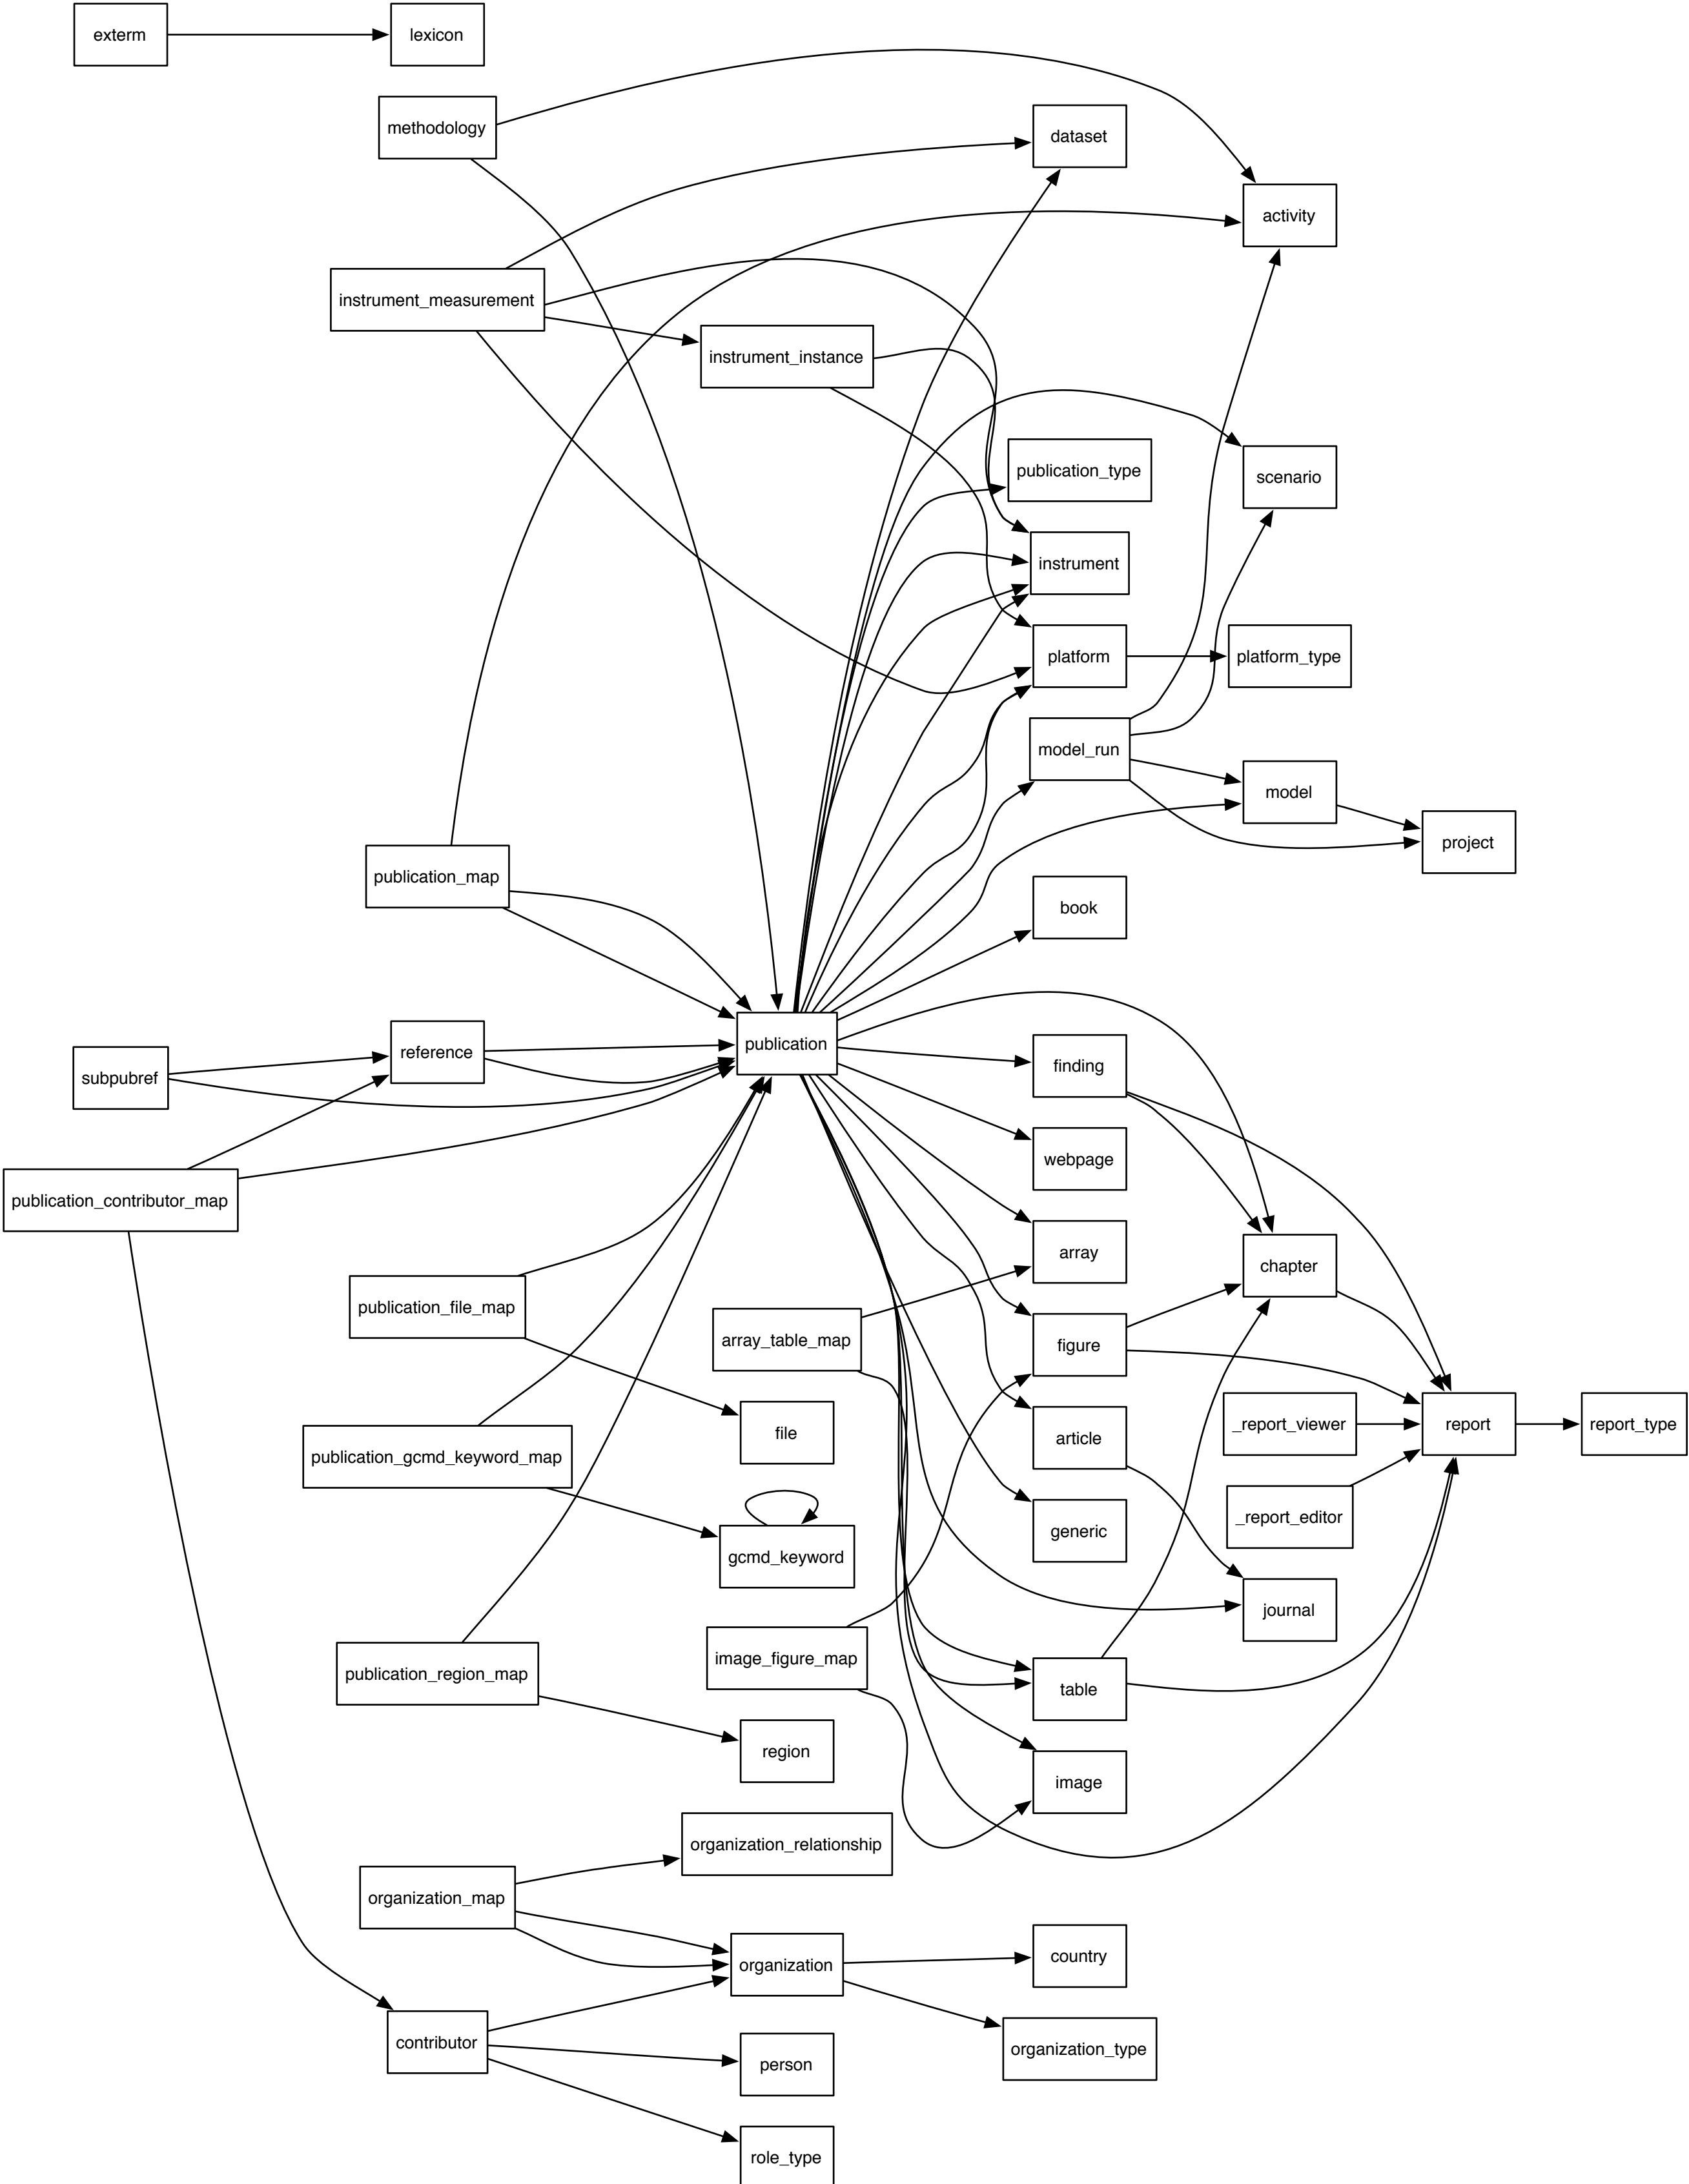 exterm
lexicon
methodology
dataset
activity
instrument_measurement
instrument_instance
publication_type
scenario
instrument
platform
platform_type
model_run
model
project
publication_map
book
publication
reference
subpubref
finding
webpage
publication_contributor_map
array
chapter
publication_file_map
array_table_map
figure
file
article
_report_viewer
report
report_type
publication_gcmd_keyword_map
generic
_report_editor
gcmd_keyword
journal
publication_region_map
image_figure_map
table
region
image
organization_relationship
organization_map
organization
country
contributor
person
organization_type
role_type